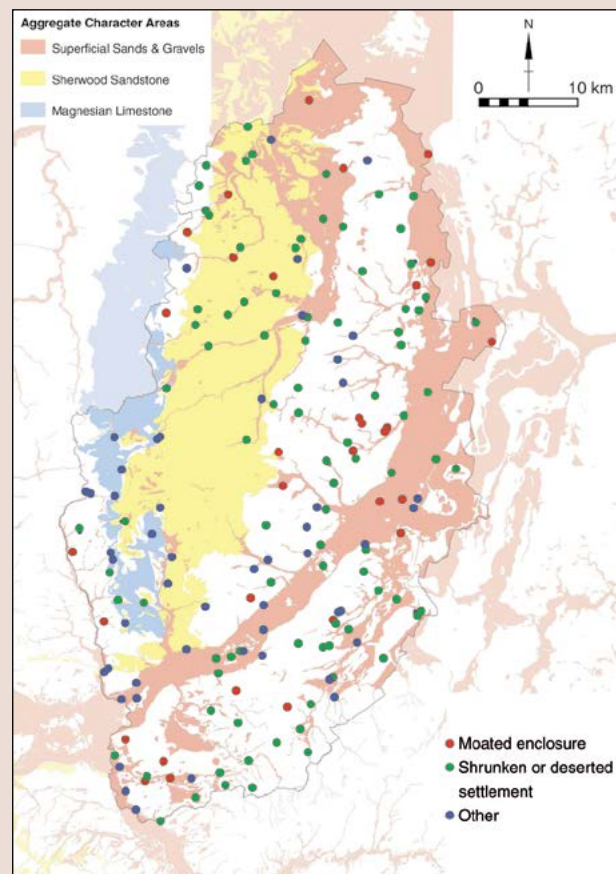 Aggregate Character Areas
Superficial Sands & Gravels
Sherwood Sandstone
Magnesian Limestone
N
0 10 km
Moated enclosure
Shrunken or deserted
settlement
Other